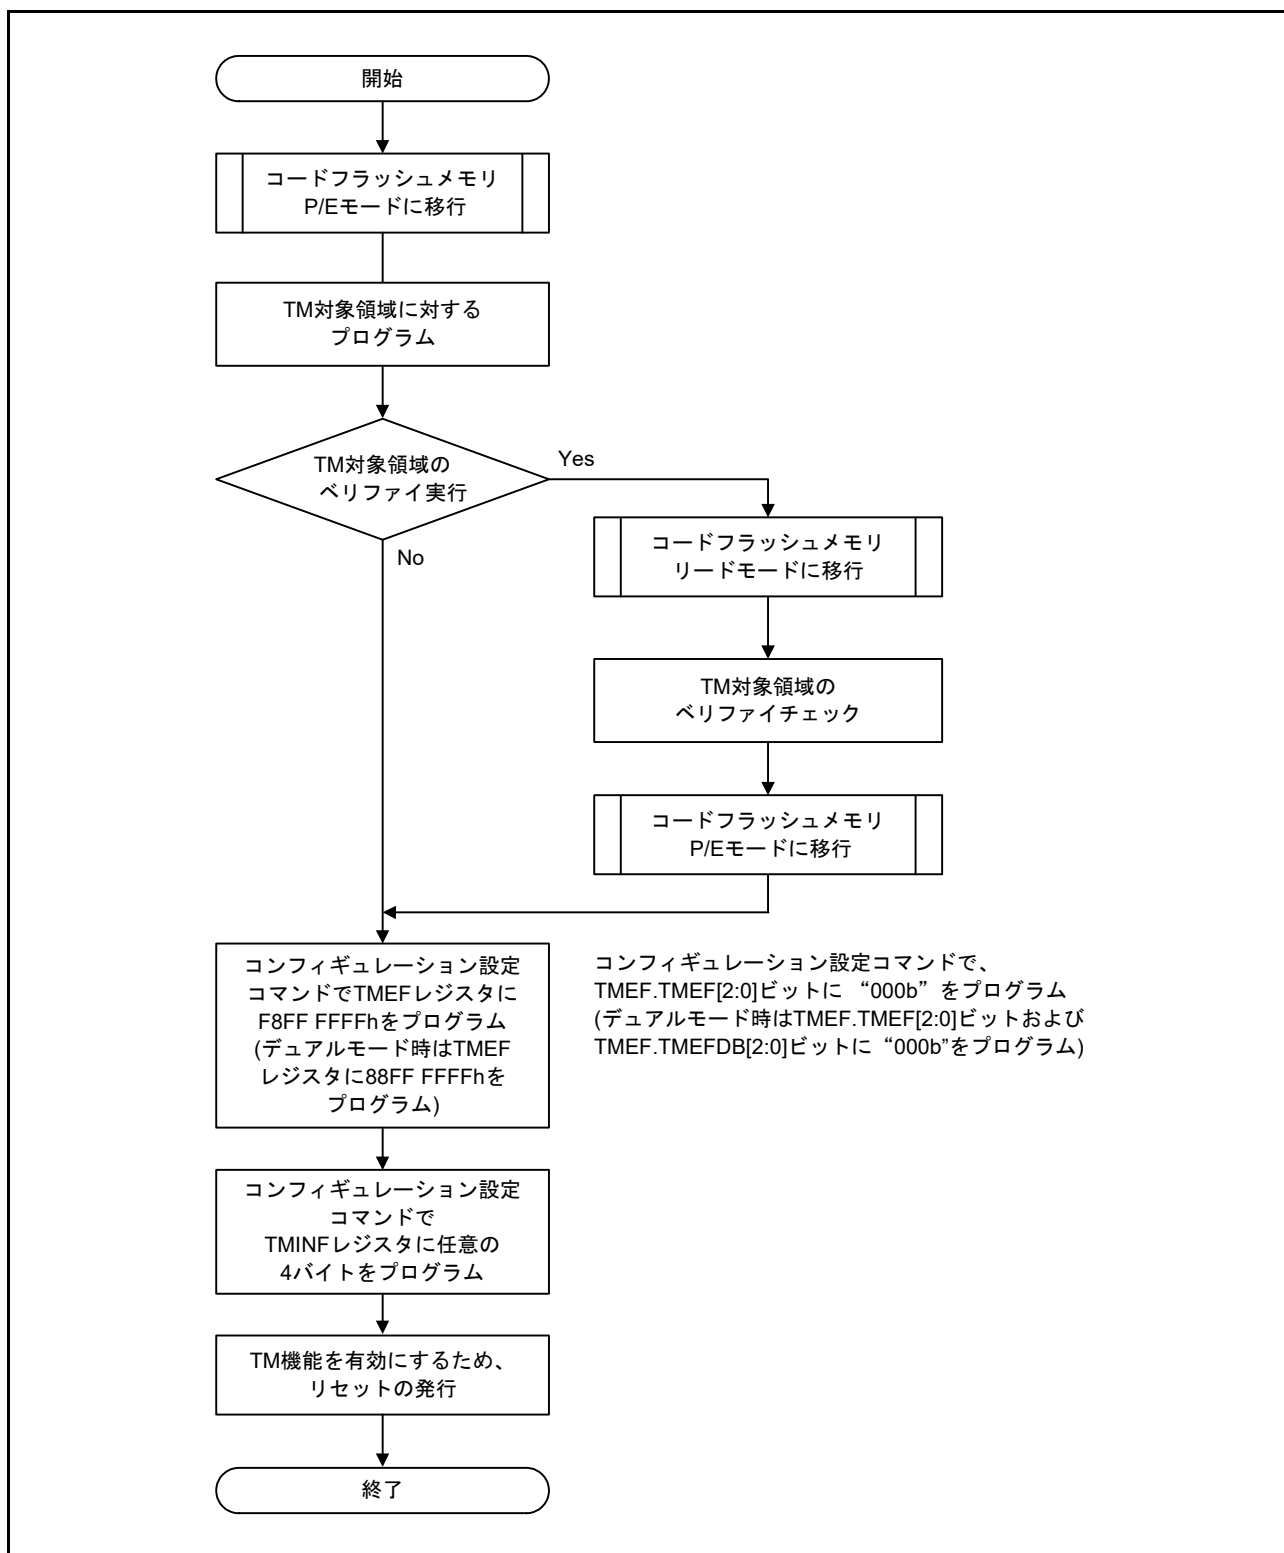 開始
コードフラッシュメモリ
P/Eモードに移行
TM対象領域に対する
プログラム
TM対象領域の
ベリファイ実行
Yes
No
コードフラッシュメモリ
リードモードに移行
TM対象領域の
ベリファイチェック
コードフラッシュメモリ
P/Eモードに移行
コンフィギュレーション設定
コマンドでTMEFレジスタに
F8FF FFFFhをプログラム
(デュアルモード時はTMEF
レジスタに88FF FFFFhを
プログラム)
コンフィギュレーション設定コマンドで、
TMEF.TMEF[2:0]ビットに “000b” をプログラム
(デュアルモード時はTMEF.TMEF[2:0]ビットおよび
TMEF.TMEFDB[2:0]ビットに “000b”をプログラム)
コンフィギュレーション設定
コマンドで
TMINFレジスタに任意の
4バイトをプログラム
TM機能を有効にするため、
リセットの発行
終了